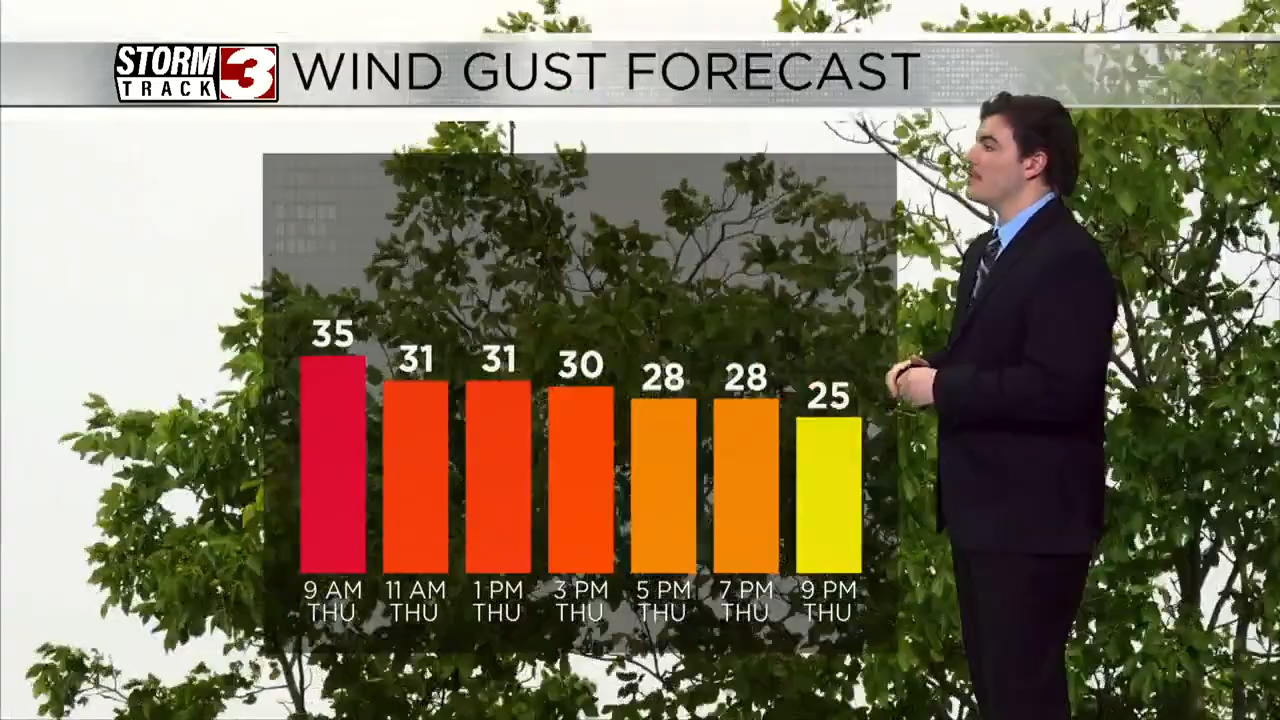 STORM
TRACK
3
WIND GUST FORECAST
35
31
31
30
28
28
25
9 AM
THU
11 AM
THU
1 PM
THU
3 PM
THU
5 PM
THU
7 PM
THU
9 PM
THU